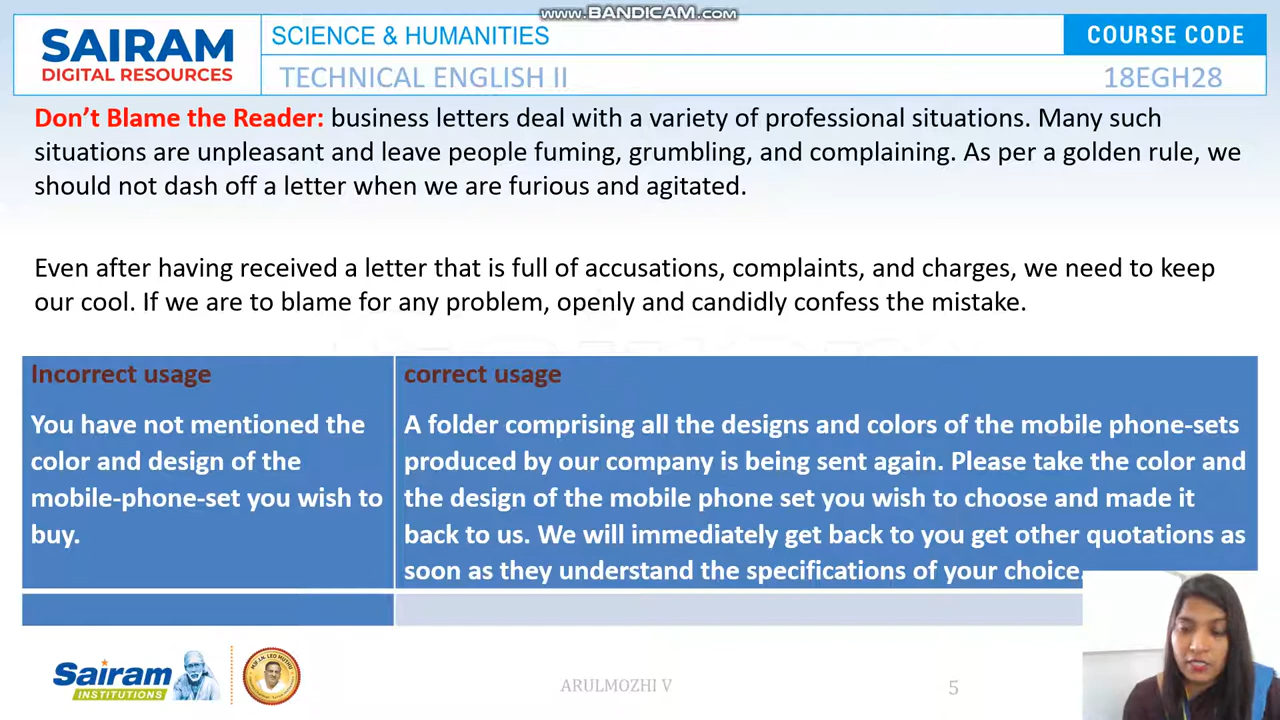 www.BANDICAM.com
SAIRAM
DIGITAL RESOURCES
SCIENCE & HUMANITIES
COURSE CODE
TECHNICAL ENGLISH II
18EGH28
Don't Blame the Reader: business letters deal with a variety of professional situations. Many such
situations are unpleasant and leave people fuming, grumbling, and complaining. As per a golden rule, we
should not dash off a letter when we are furious and agitated.
Even after having received a letter that is full of accusations, complaints, and charges, we need to keep
our cool. If we are to blame for any problem, openly and candidly confess the mistake.
Incorrect usage
You have not mentioned the
color and design of the
mobile-phone-set you wish to
buy.
correct usage
A folder comprising all the designs and colors of the mobile phone-sets
produced by our company is being sent again. Please take the color and
the design of the mobile phone set you wish to choose and made it
back to us. We will immediately get back to you get other quotations as
soon as they understand the specifications of your choice.
Sairam
INSTITUTIONS
MJF. LN. LEO MUTHU
ARULMOZHI V
5